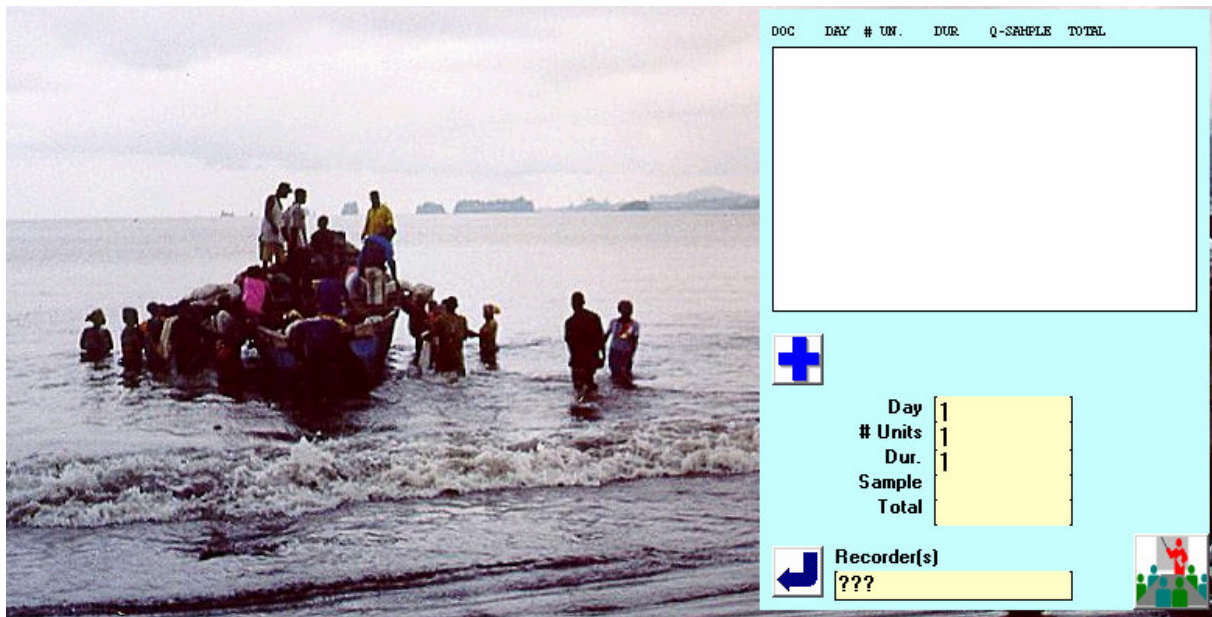 DOC DAY # UN. DUR Q-SAMPLE TOTAL
Day 1
# Units 1
Dur. 1
Sample
Total
Recorder(s)
???